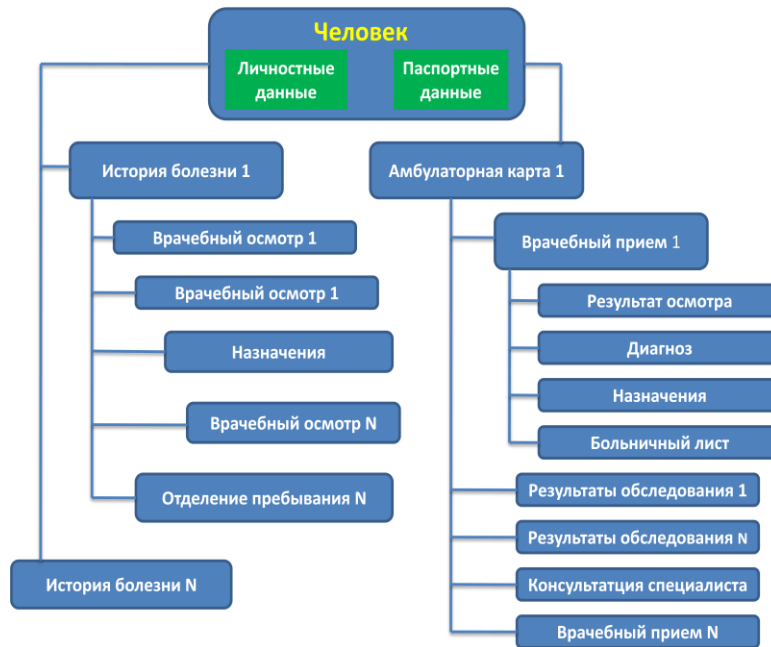 Человек
Личностные
данные
Паспортные
данные
История болезни 1
Врачебный осмотр 1
Врачебный осмотр 1
Назначения
Врачебный осмотр N
Отделение пребывания N
История болезни N
Амбулаторная карта 1
Врачебный прием 1
Результат осмотра
Диагноз
Назначения
Больничный лист
Результаты обследования 1
Результаты обследования N
Консультатция специалиста
Врачебный прием N